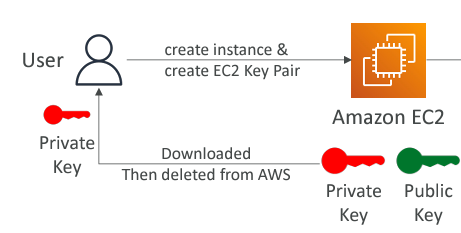 User
create instance &
create EC2 Key Pair
Amazon EC2
Private
Key
Downloaded
Then deleted from AWS
Private
Key
Public
Key